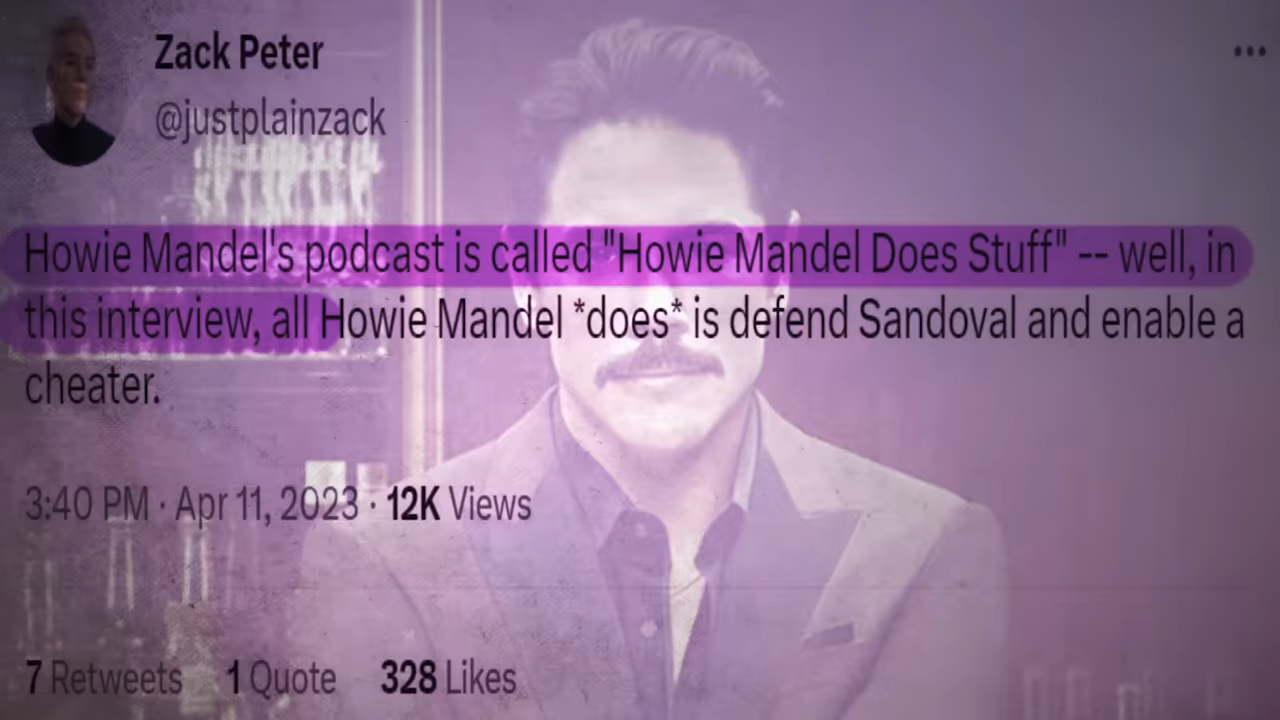 Zack Peter
@justplainzack
Howie Mandel's podcast is called "Howie Mandel Does Stuff" -- well, in
this interview, all Howie Mandel *does* is defend Sandoval and enable a
cheater.
3:40 PM · Apr 11, 2023 · 12K Views
7 Retweets 1 Quote 328 Likes